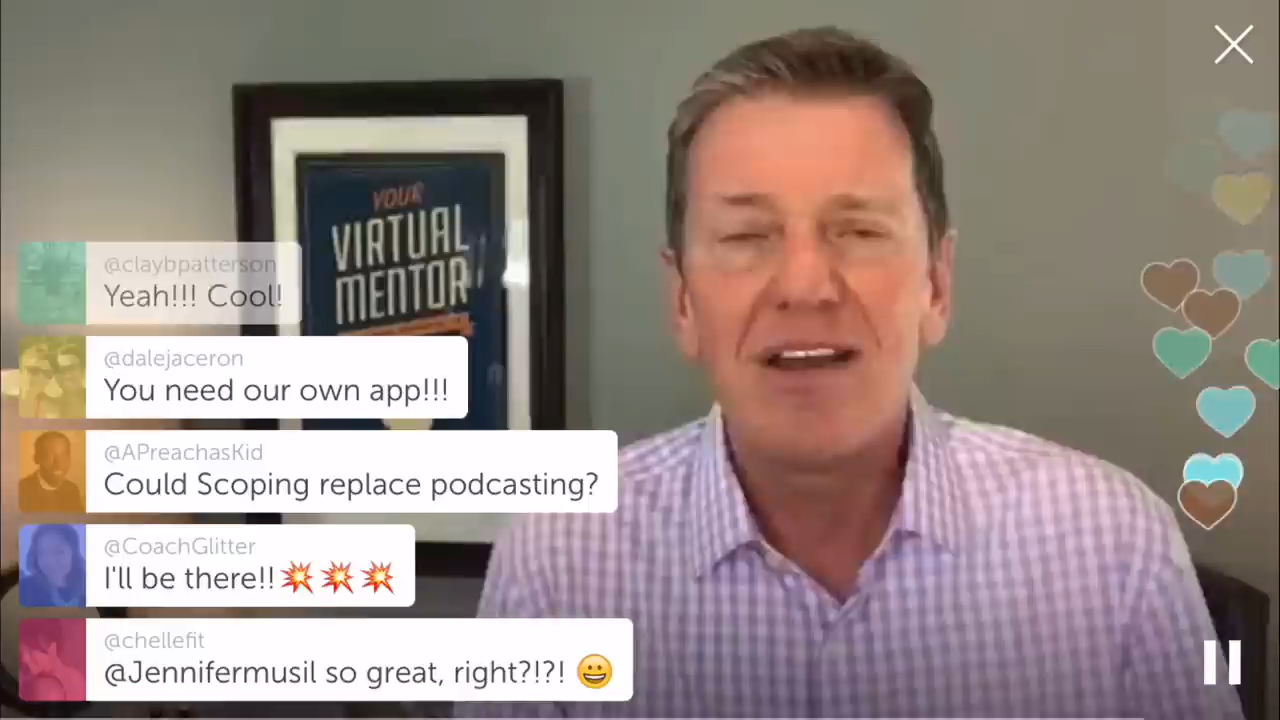 YOUR
VIRTUAL
MENTOR
@claybpatterson
Yeah!!! Cool!
@dalejaceron
You need our own app!!!
@APreachasKid
Could Scoping replace podcasting?
@CoachGlitter
I'll be there!!💥💥💥
@chellefit
@Jennifermusil so great, right?!?! 😀